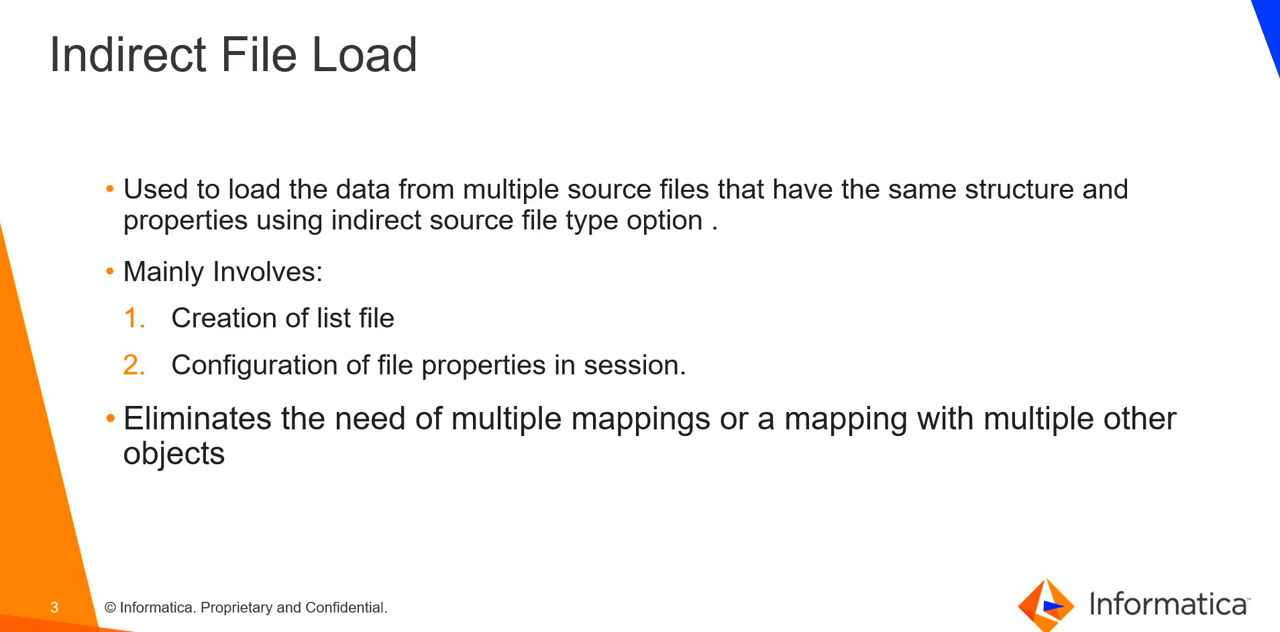 Indirect File Load
• Used to load the data from multiple source files that have the same structure and
properties using indirect source file type option .
• Mainly Involves:
1. Creation of list file
2. Configuration of file properties in session.
• Eliminates the need of multiple mappings or a mapping with multiple other
objects
3 © Informatica. Proprietary and Confidential.
Informatica™